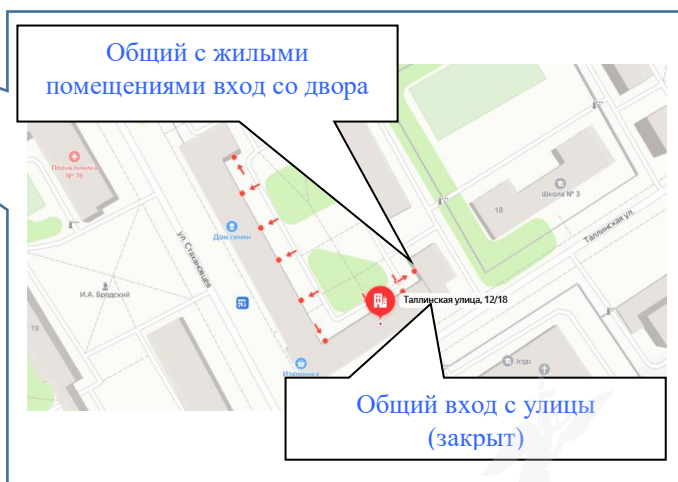 Общий с жилыми
помещениями вход со двора
Поликлиника
№ 76
Школа № 3
18
Таллинская ул.
Дом семян
ул. Стахановцев
И.А. Бродский
Таллинская улица, 12/18
19
Изюминка
Jcgp
Общий вход с улицы
(закрыт)